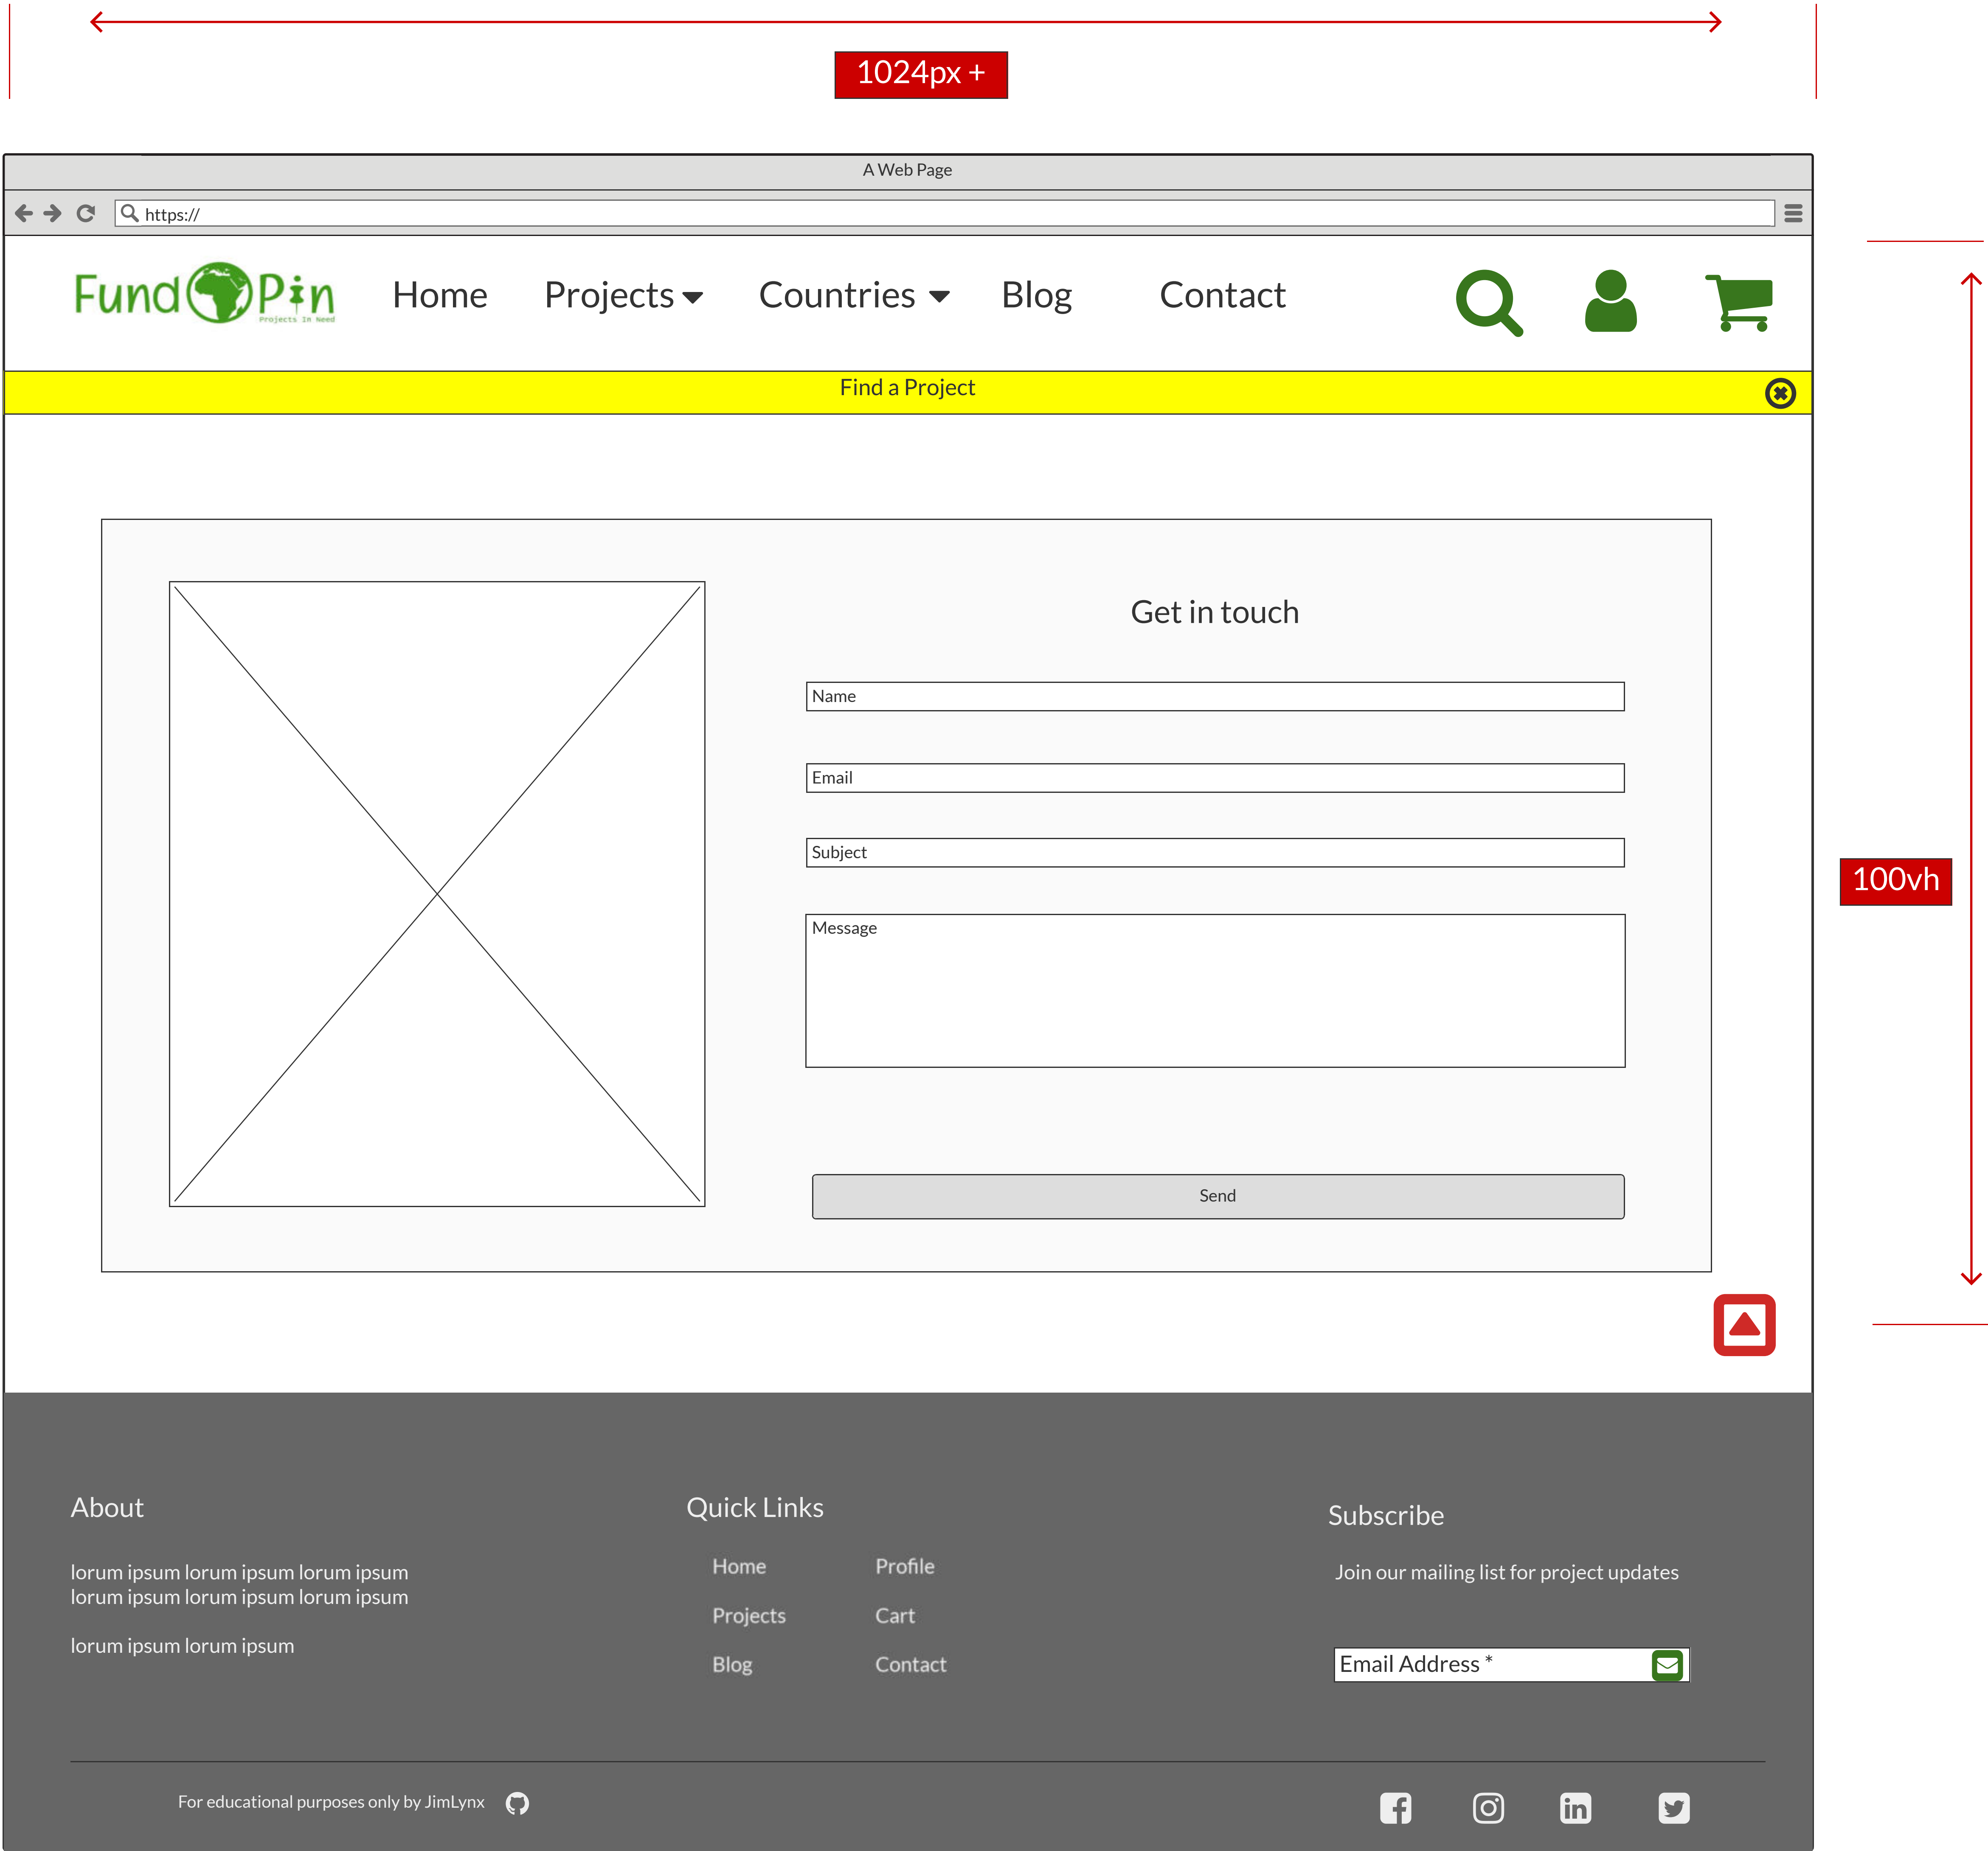 1024px +
A Web Page
https://
Fund Pin
Projects In Need
Home Projects Countries Blog Contact
Find a Project
Get in touch
Name
Email
Subject
100vh
Message
Send
About
lorum ipsum lorum ipsum lorum ipsum
lorum ipsum lorum ipsum lorum ipsum
lorum ipsum lorum ipsum
Quick Links
Home Profile
Projects Cart
Blog Contact
Subscribe
Join our mailing list for project updates
Email Address *
For educational purposes only by JimLynx